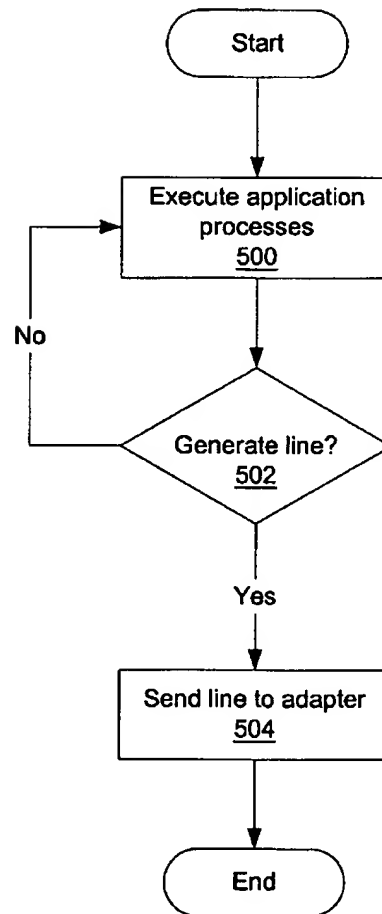 Start
Execute application
processes
500
No
Generate line?
502
Yes
Send line to adapter
504
End